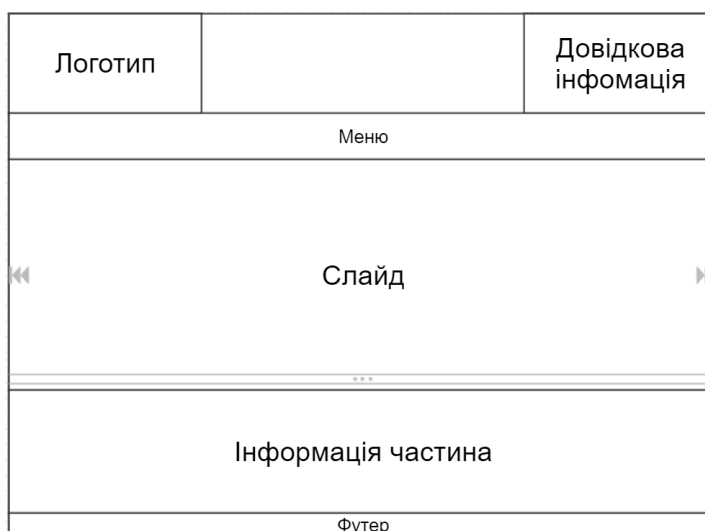 Логотип
Довідкова
інфомація
Меню
Слайд
Інформація частина
Футер